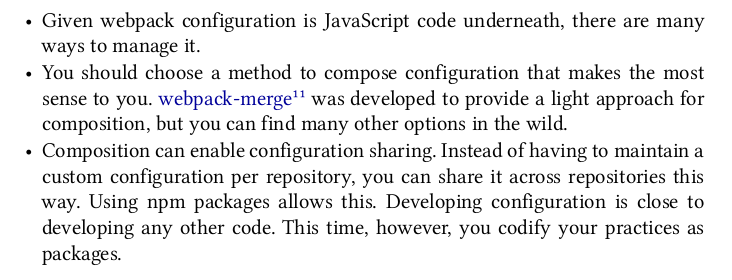 • Given webpack configuration is JavaScript code underneath, there are many
ways to manage it.
• You should choose a method to compose configuration that makes the most
sense to you. webpack-merge¹¹ was developed to provide a light approach for
composition, but you can find many other options in the wild.
• Composition can enable configuration sharing. Instead of having to maintain a
custom configuration per repository, you can share it across repositories this
way. Using npm packages allows this. Developing configuration is close to
developing any other code. This time, however, you codify your practices as
packages.